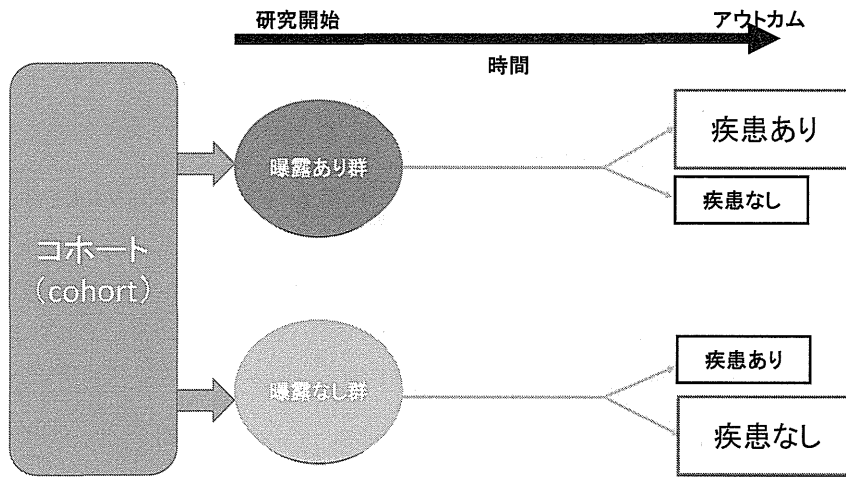 研究開始
アウトカム
時間
コホート
（cohort）
曝露あり群
疾患あり
疾患なし
曝露なし群
疾患あり
疾患なし